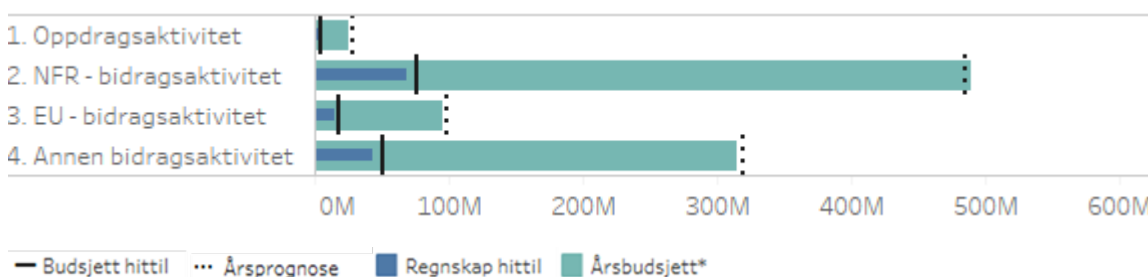 1. Oppdragsaktivitet
2. NFR - bidragsaktivitet
3. EU - bidragsaktivitet
4. Annen bidragsaktivitet
0M 100M 200M 300M 400M 500M 600M
Budsjett hittil Årsprognose Regnskap hittil Årsbudsjett*